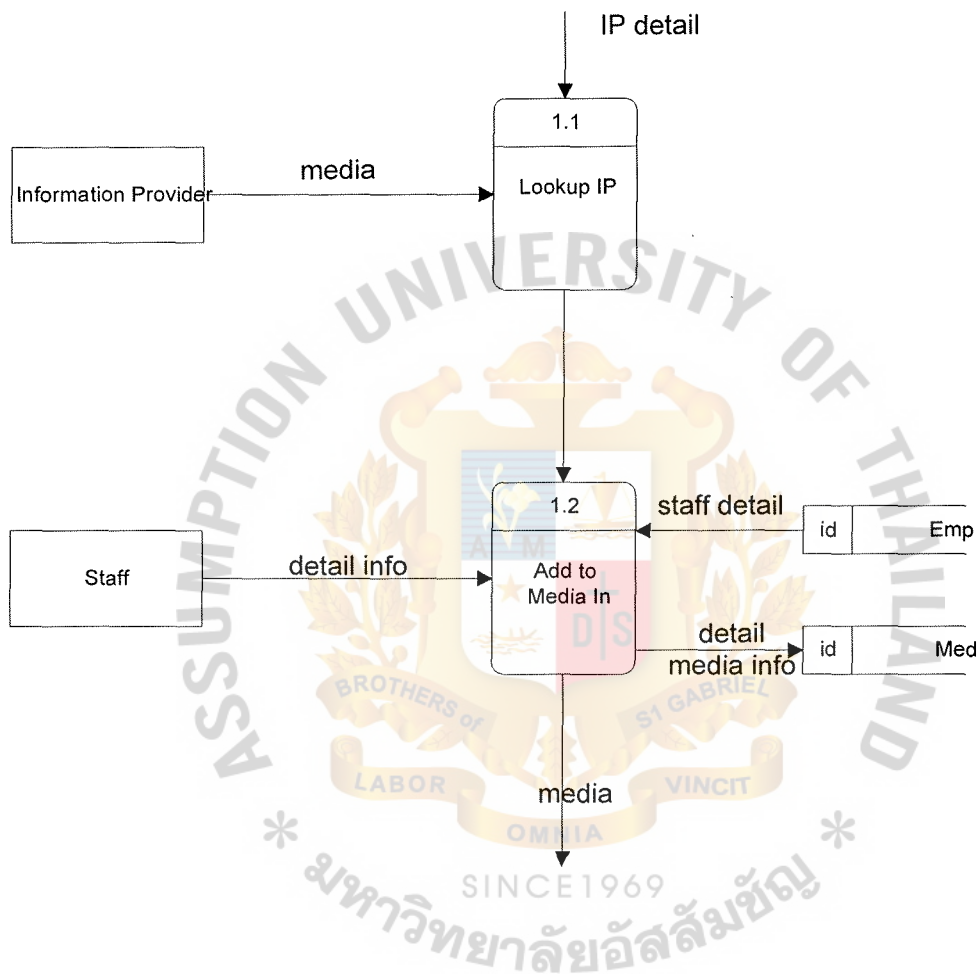 IP detail
1.1
Lookup IP
Information Provider
media
1.2
Add to
Media In
staff detail
id
Emp
Staff
detail info
detail
media info
id
Med
media
ASSUMPTION UNIVERSITY OF THAILAND
A M
D S
BROTHERS of
S1 GABRIEL
LABOR
OMNIA
VINCIT
SINCE1969
* มหาวิทยาลัยอัสสัมชัญ *